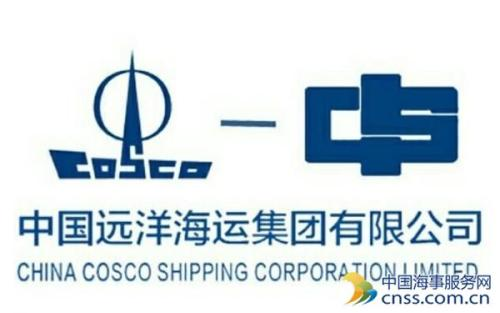 COSCO
CS
中国远洋海运集团有限公司
CHINA COSCO SHIPPING CORPORATION LIMITED
中国海事服务网
cnss.com.cn